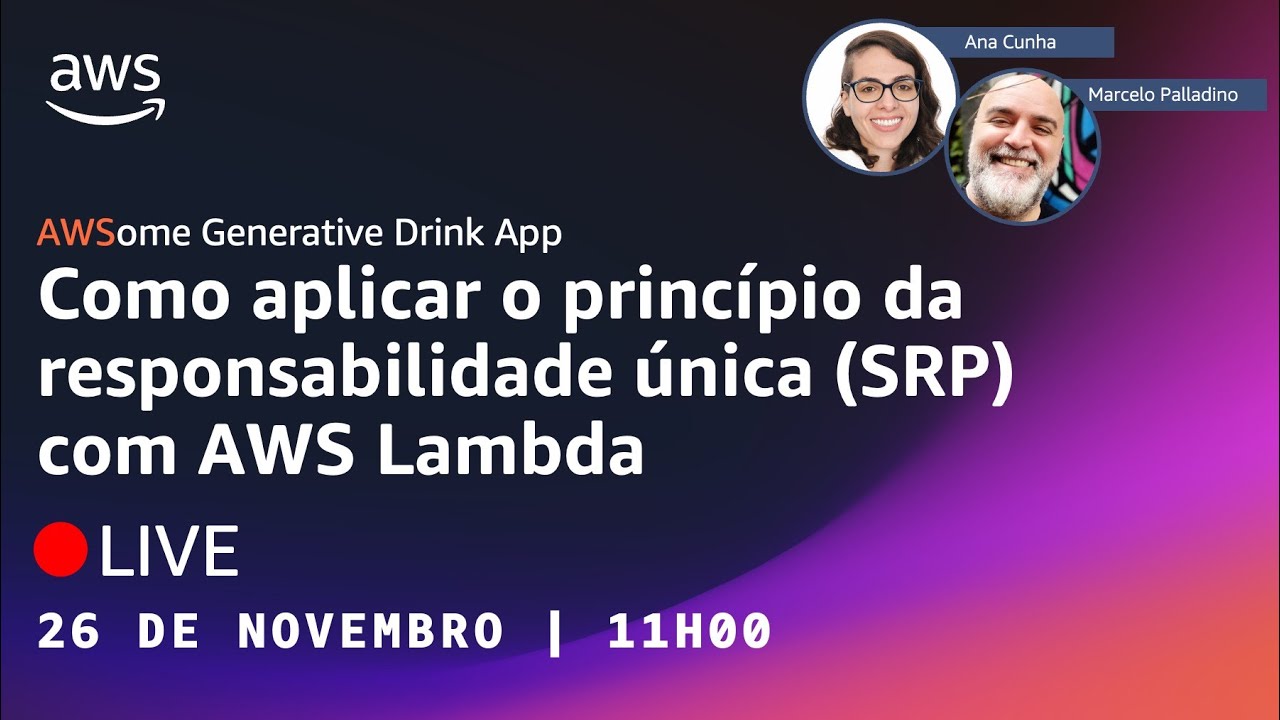 aws
Ana Cunha
Marcelo Palladino
AWSome Generative Drink App
Como aplicar o princípio da
responsabilidade única (SRP)
com AWS Lambda
LIVE
26 DE NOVEMBRO | 11H00